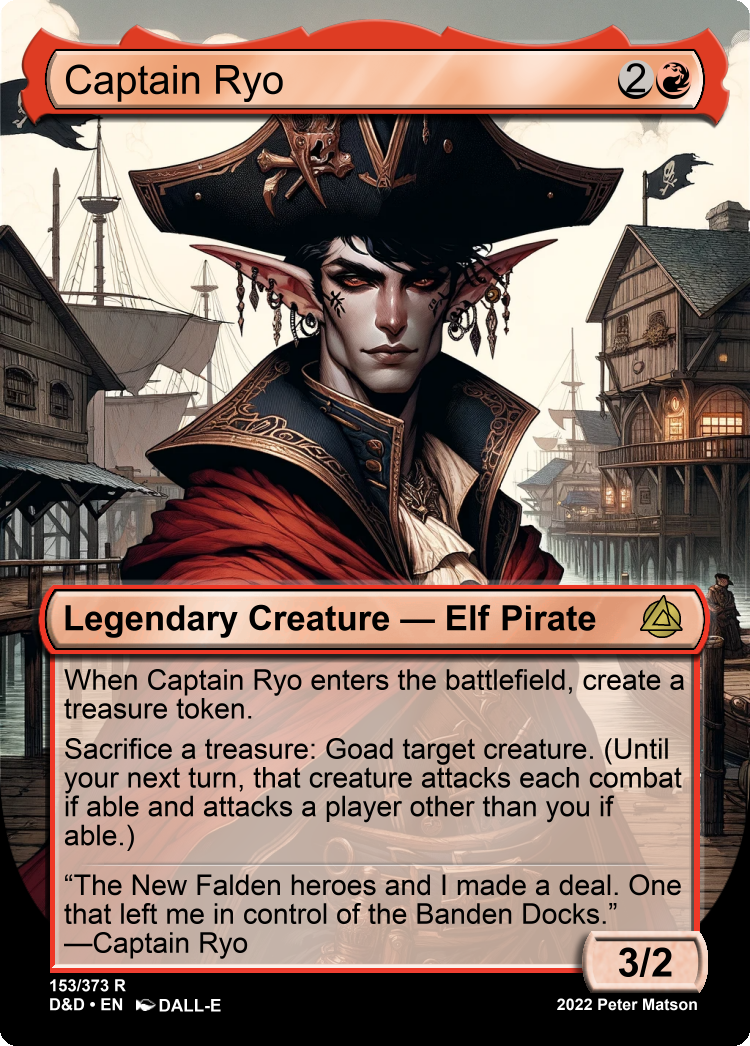 Captain Ryo 2
Legendary Creature — Elf Pirate
When Captain Ryo enters the battlefield, create a
treasure token.
Sacrifice a treasure: Goad target creature. (Until
your next turn, that creature attacks each combat
if able and attacks a player other than you if
able.)
“The New Falden heroes and I made a deal. One
that left me in control of the Banden Docks.”
—Captain Ryo
3/2
153/373 R
D&D • EN DALL-E
2022 Peter Matson